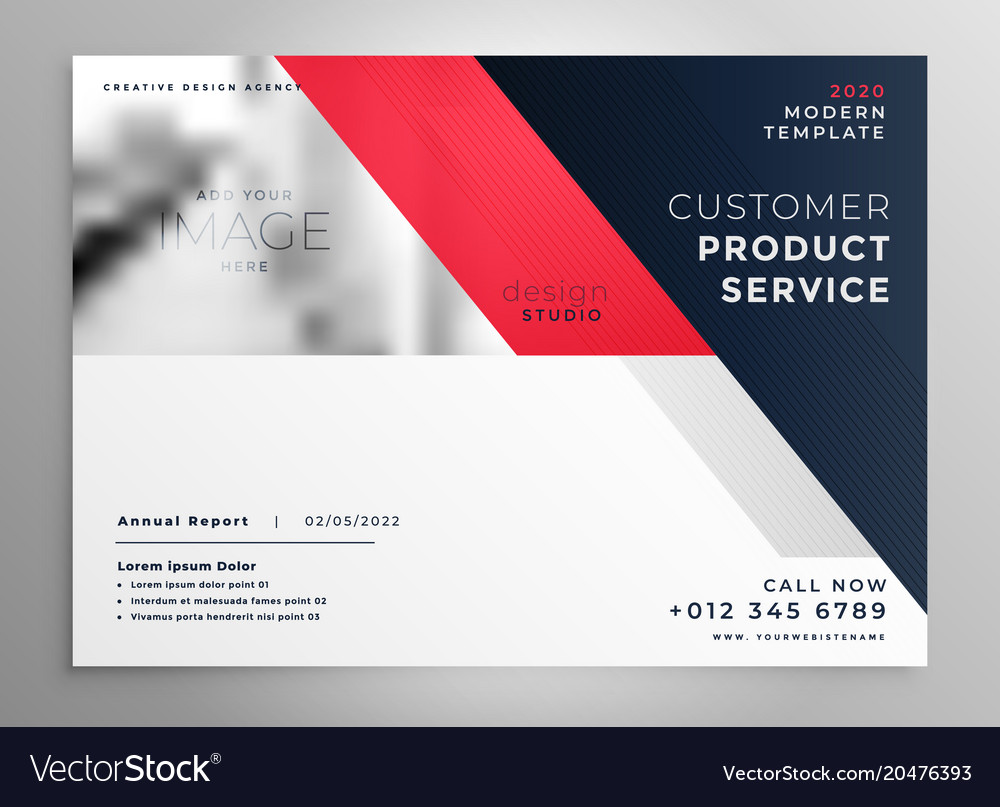 CREATIVE DESIGN AGENCY
2020
MODERN
TEMPLATE
ADD YOUR
IMAGE
HERE
CUSTOMER
PRODUCT
SERVICE
design
STUDIO
Annual Report | 02/05/2022
Lorem ipsum Dolor
• Lorem ipsum dolor point 01
• Interdum et malesuada fames point 02
• Vivamus porta hendrerit nisl point 03
CALL NOW
+012 345 6789
WWW. YOURWEBISTENAME
VectorStock®
VectorStock.com/20476393